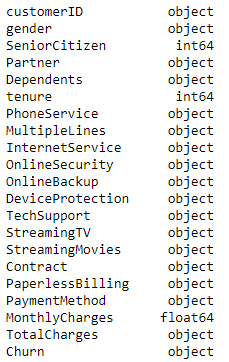 customerID object
gender object
SeniorCitizen int64
Partner object
Dependents object
tenure int64
PhoneService object
MultipleLines object
InternetService object
OnlineSecurity object
OnlineBackup object
DeviceProtection object
TechSupport object
StreamingTV object
StreamingMovies object
Contract object
PaperlessBilling object
PaymentMethod object
MonthlyCharges float64
TotalCharges object
Churn object